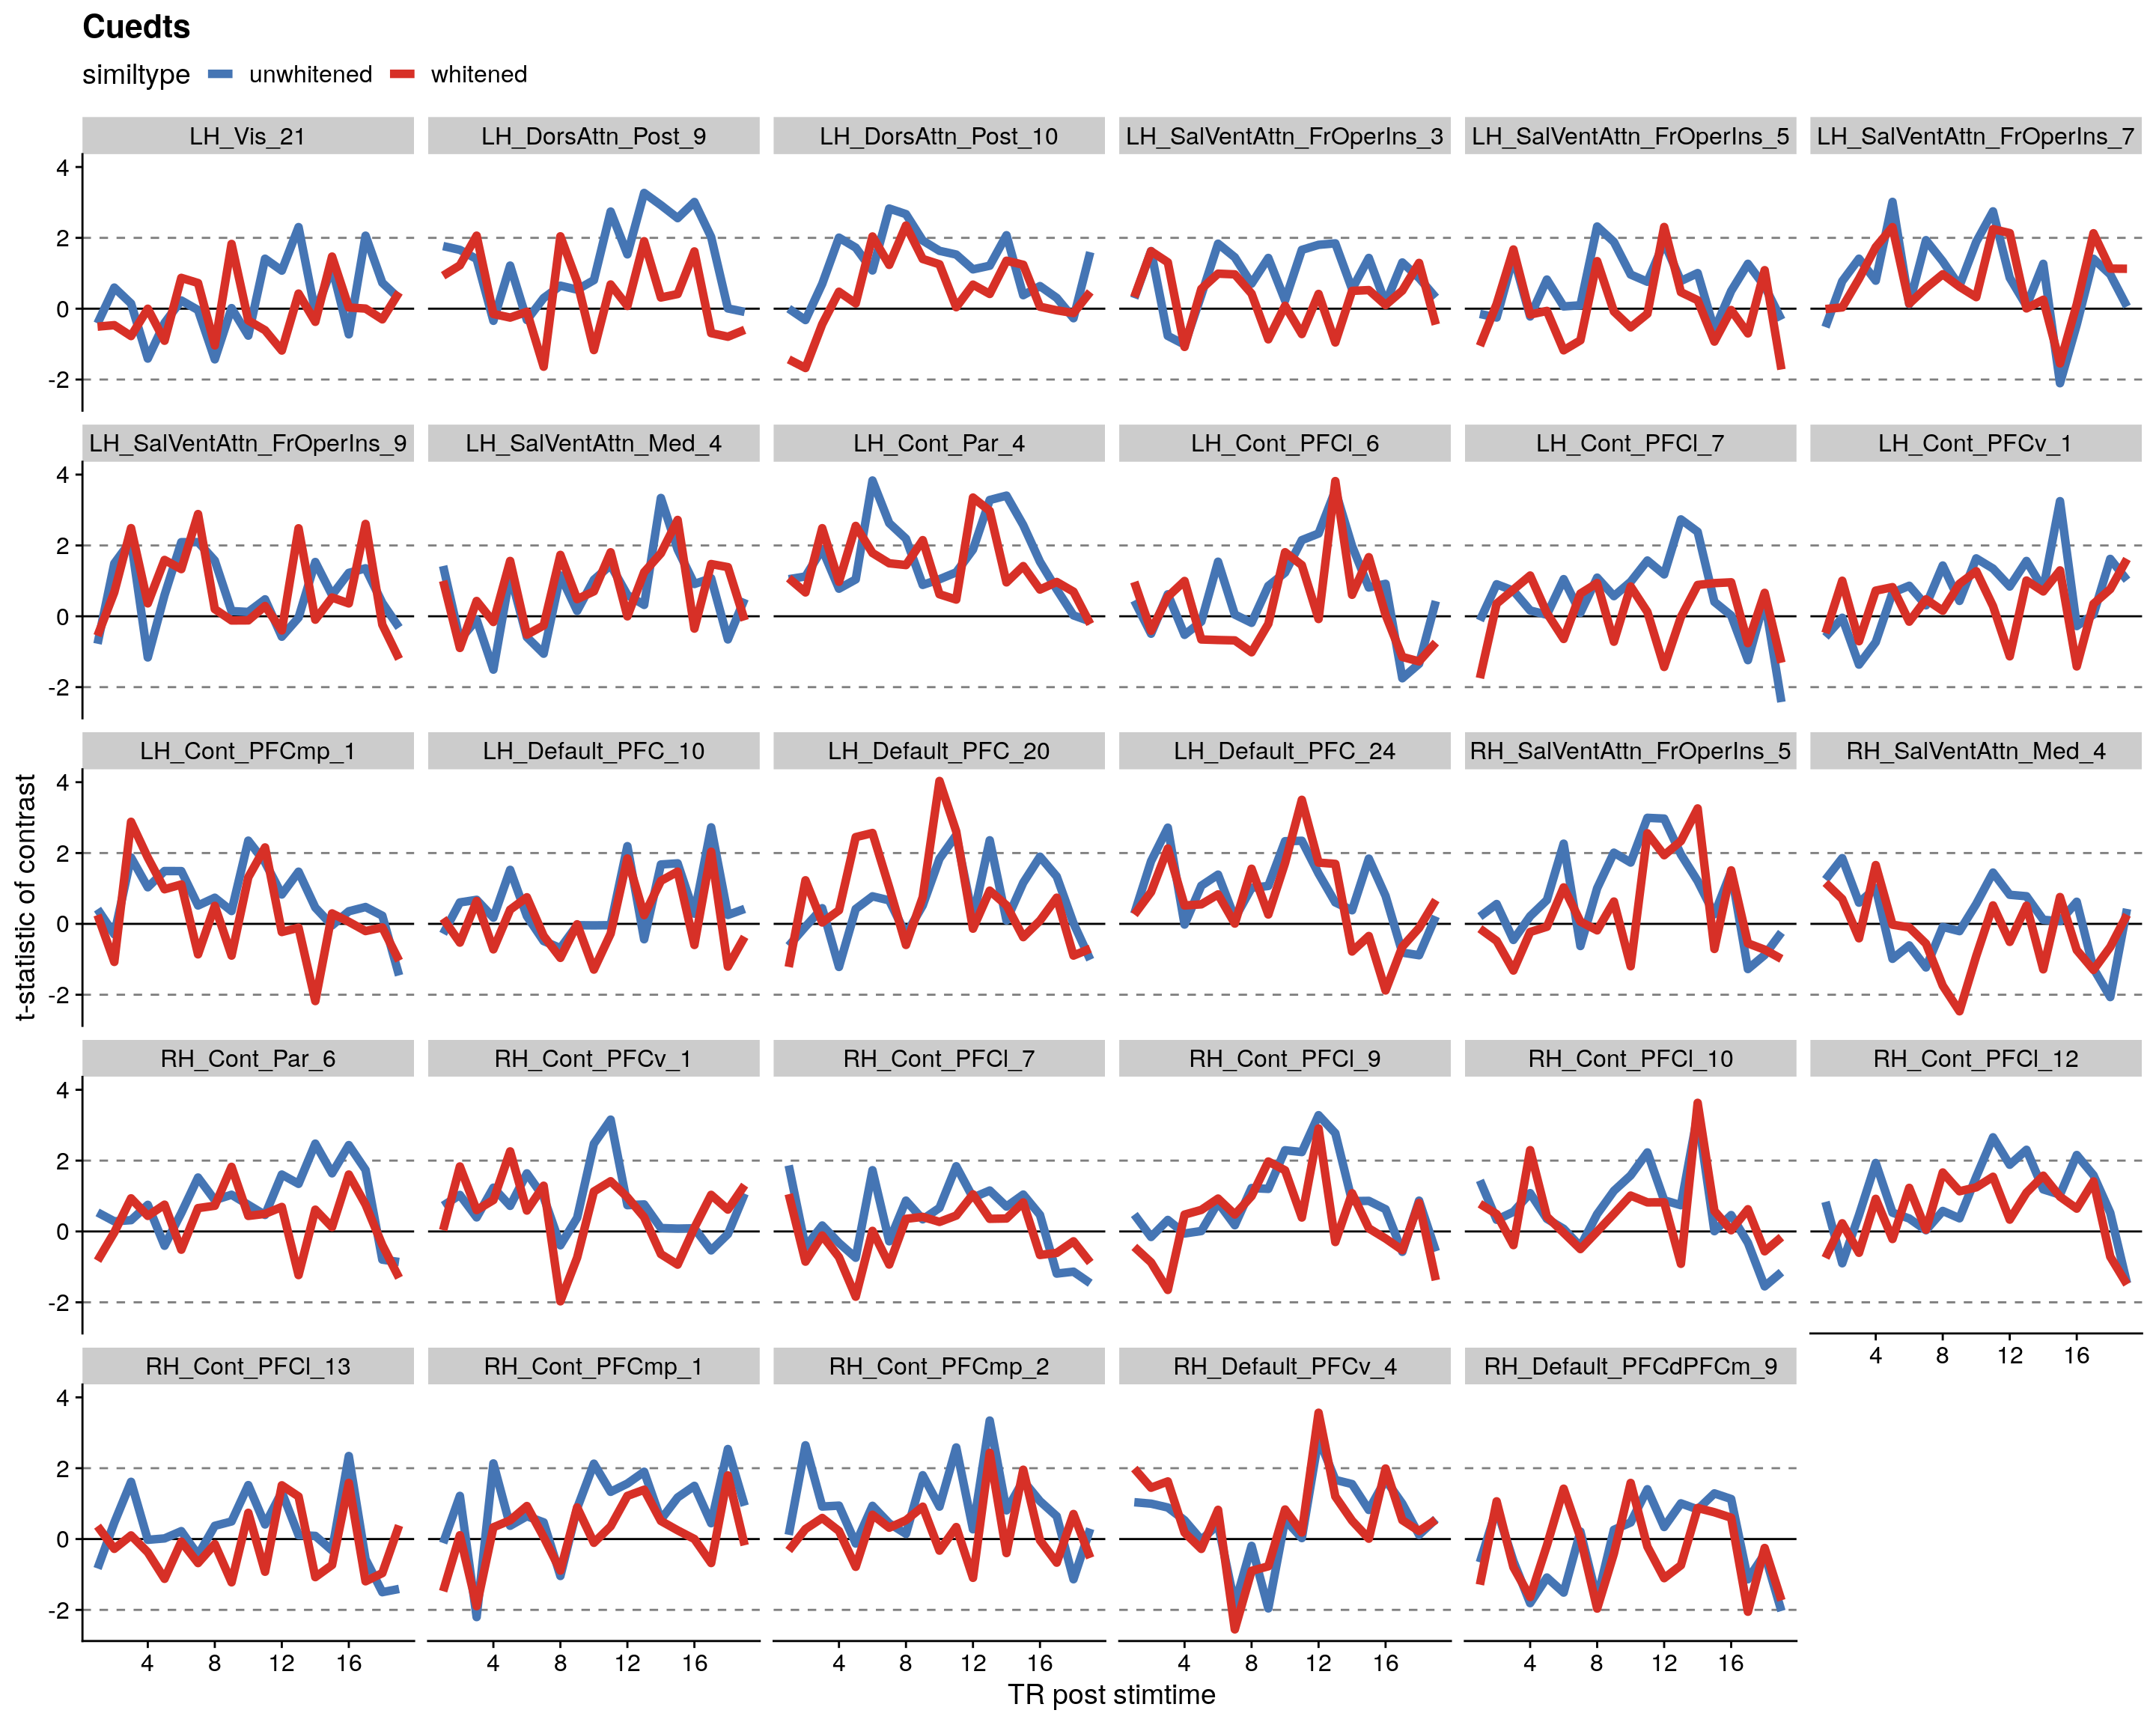 Cuedts
similtype unwhitened whitened
LH_Vis_21 LH_DorsAttn_Post_9 LH_DorsAttn_Post_10 LH_SalVentAttn_FrOperIns_3 LH_SalVentAttn_FrOperIns_5 LH_SalVentAttn_FrOperIns_7
4
2
0
-2
LH_SalVentAttn_FrOperIns_9 LH_SalVentAttn_Med_4 LH_Cont_Par_4 LH_Cont_PFCl_6 LH_Cont_PFCl_7 LH_Cont_PFCv_1
4
2
0
-2
t-statistic of contrast
LH_Cont_PFCmp_1 LH_Default_PFC_10 LH_Default_PFC_20 LH_Default_PFC_24 RH_SalVentAttn_FrOperIns_5 RH_SalVentAttn_Med_4
4
2
0
-2
RH_Cont_Par_6 RH_Cont_PFCv_1 RH_Cont_PFCl_7 RH_Cont_PFCl_9 RH_Cont_PFCl_10 RH_Cont_PFCl_12
4
2
0
-2
4 8 12 16
RH_Cont_PFCl_13 RH_Cont_PFCmp_1 RH_Cont_PFCmp_2 RH_Default_PFCv_4 RH_Default_PFCdPFCm_9
4
2
0
-2
4 8 12 16 4 8 12 16 4 8 12 16 4 8 12 16 4 8 12 16
TR post stimtime